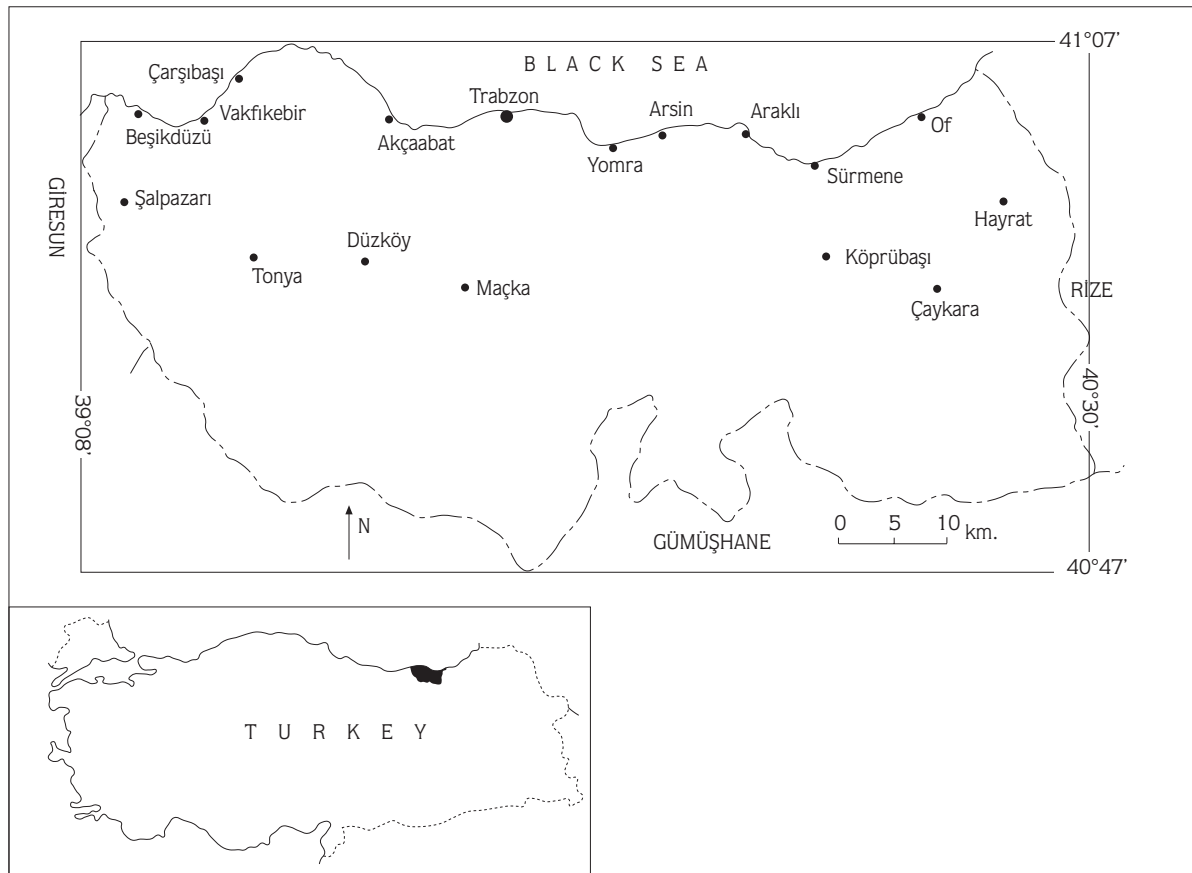 41°07'
BLACK SEA
Çarşıbaşı
Trabzon
Vakfıkebir
Arsin
Araklı
Beşikdüzü
Akçaabat
Of
Yomra
Sürmene
GİRESUN
Şalpazarı
Hayrat
Düzköy
Köprübaşı
Tonya
Maçka
RİZE
Çaykara
39°08'
40°30'
N
0 5 10 km.
GÜMÜŞHANE
40°47'
TURKEY